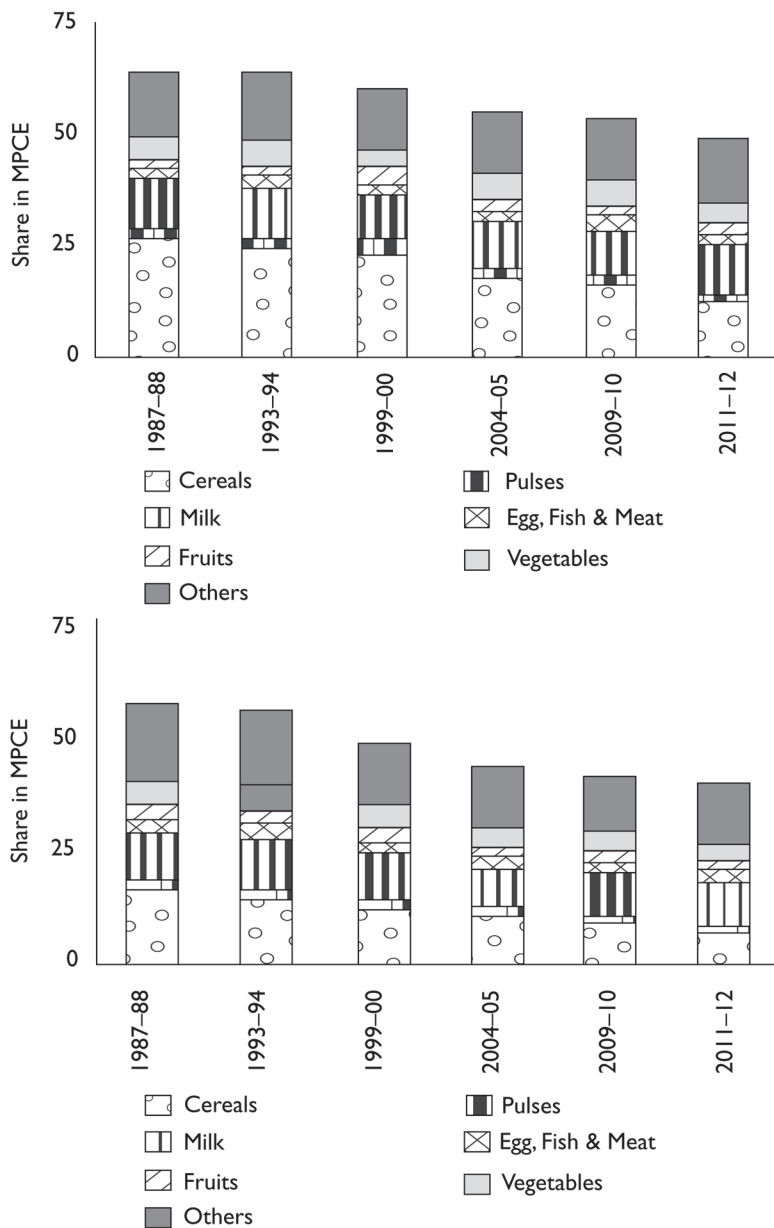 75
50
25
0
Share in MPCE
1987–88
1993–94
1999–00
2004–05
2009–10
2011–12
Cereals
Pulses
Milk
Egg, Fish & Meat
Fruits
Vegetables
Others
75
50
25
0
Share in MPCE
1987–88
1993–94
1999–00
2004–05
2009–10
2011–12
Cereals
Pulses
Milk
Egg, Fish & Meat
Fruits
Vegetables
Others